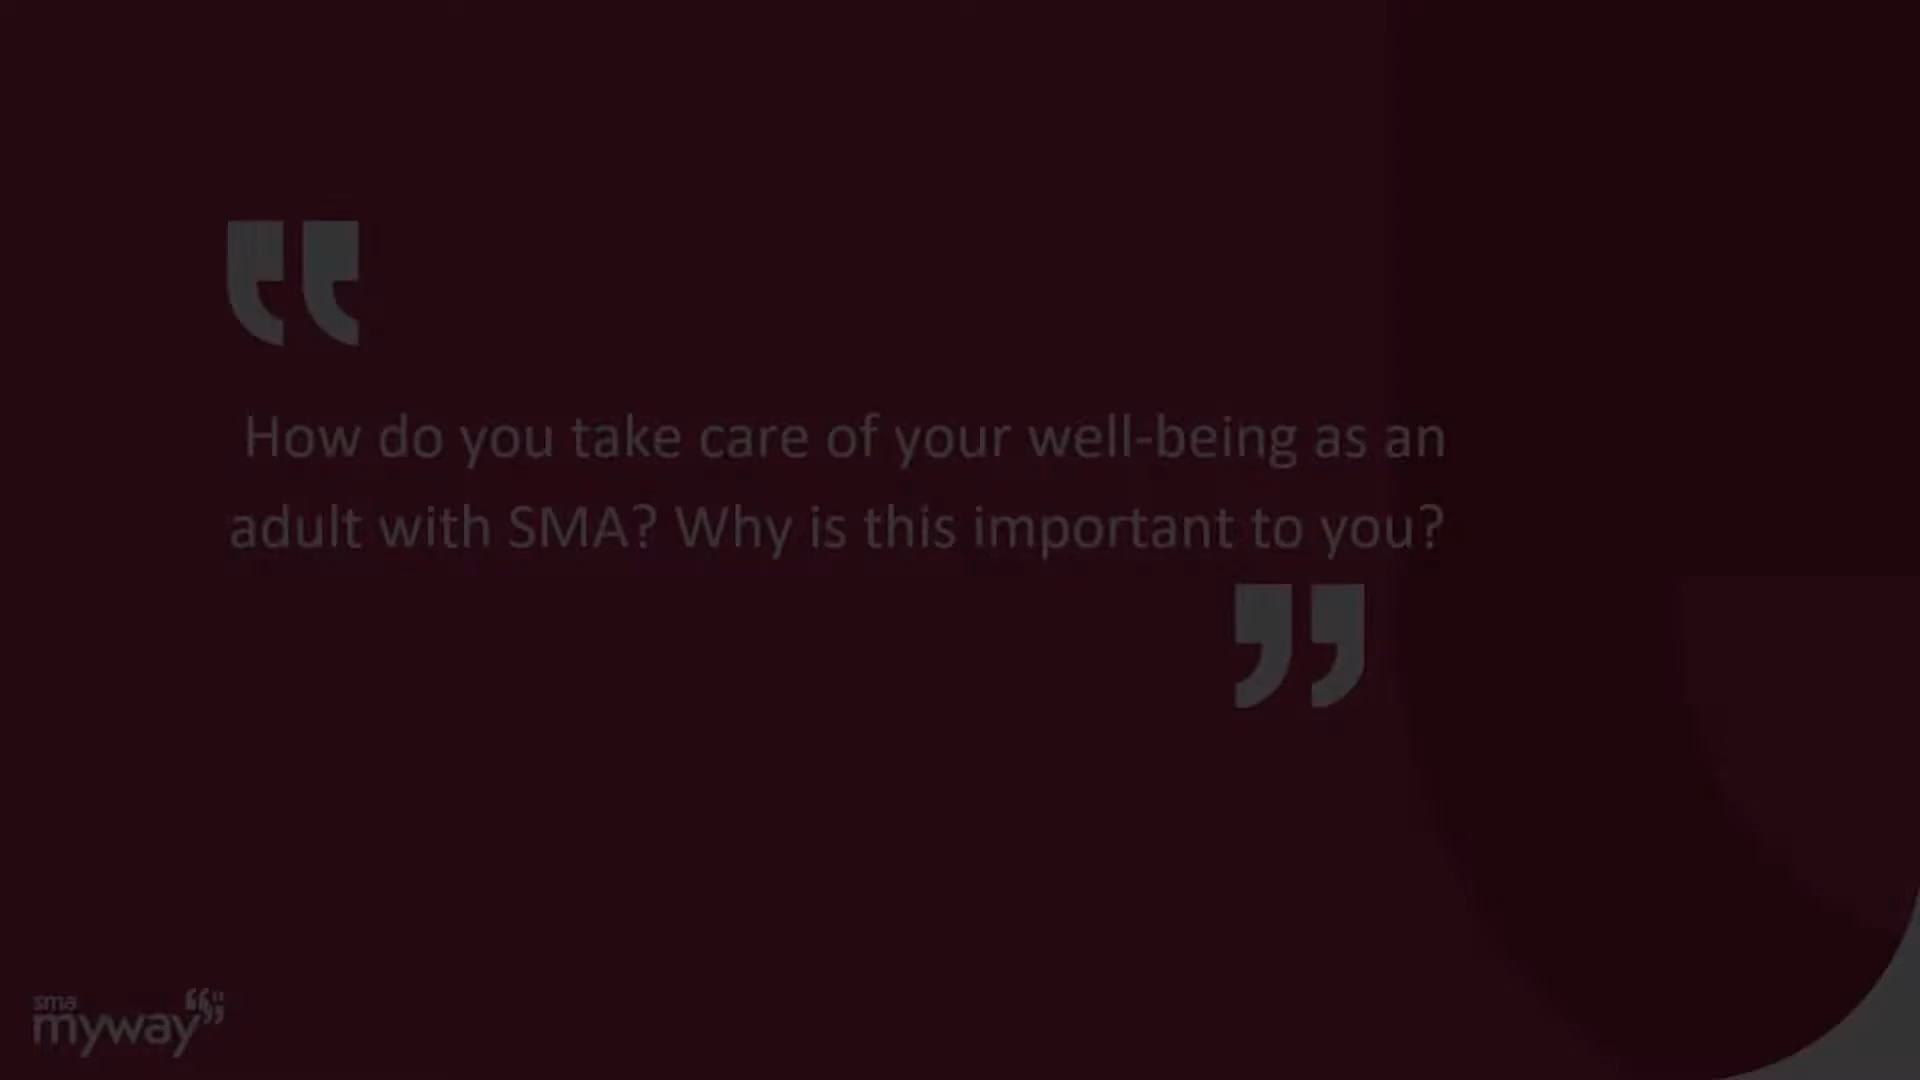 How do you take care of your well-being as an
adult with SMA? Why is this important to you?
sma
myway